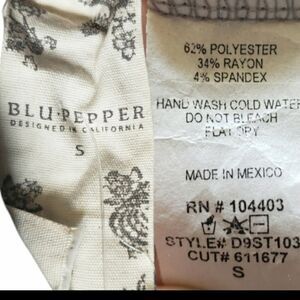 BLU·PEPPER
DESIGNED IN CALIFORNIA
S
62% POLYESTER
34% RAYON
4% SPANDEX
HAND WASH COLD WATER
DO NOT BLEACH
FLAT DRY
MADE IN MEXICO
RN # 104403
STYLE# D9ST103
CUT# 611677
S